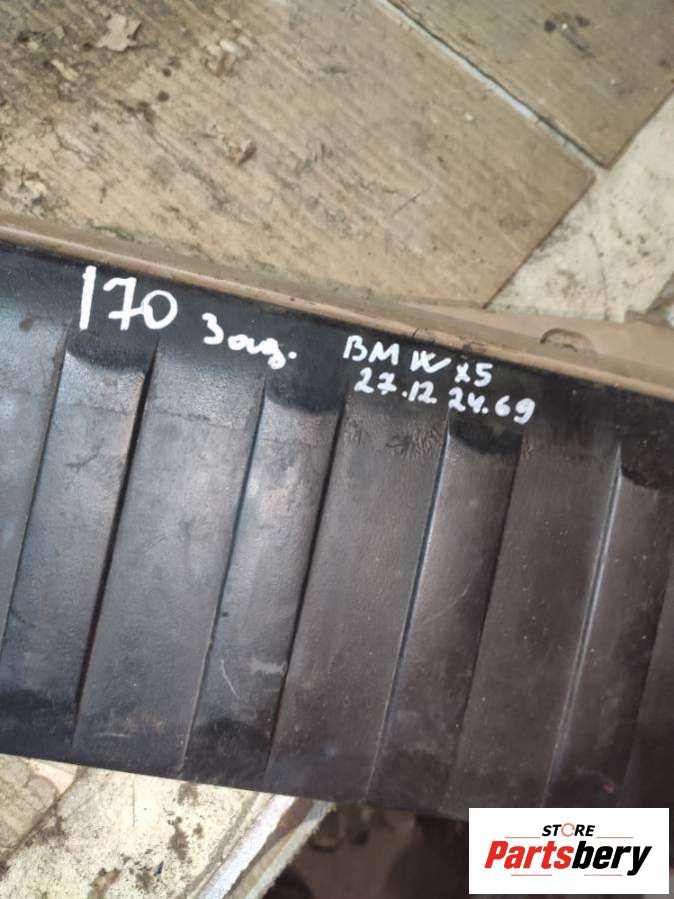 170 Зад. BMW X5
27.12 24.69
STORE
Partsbery